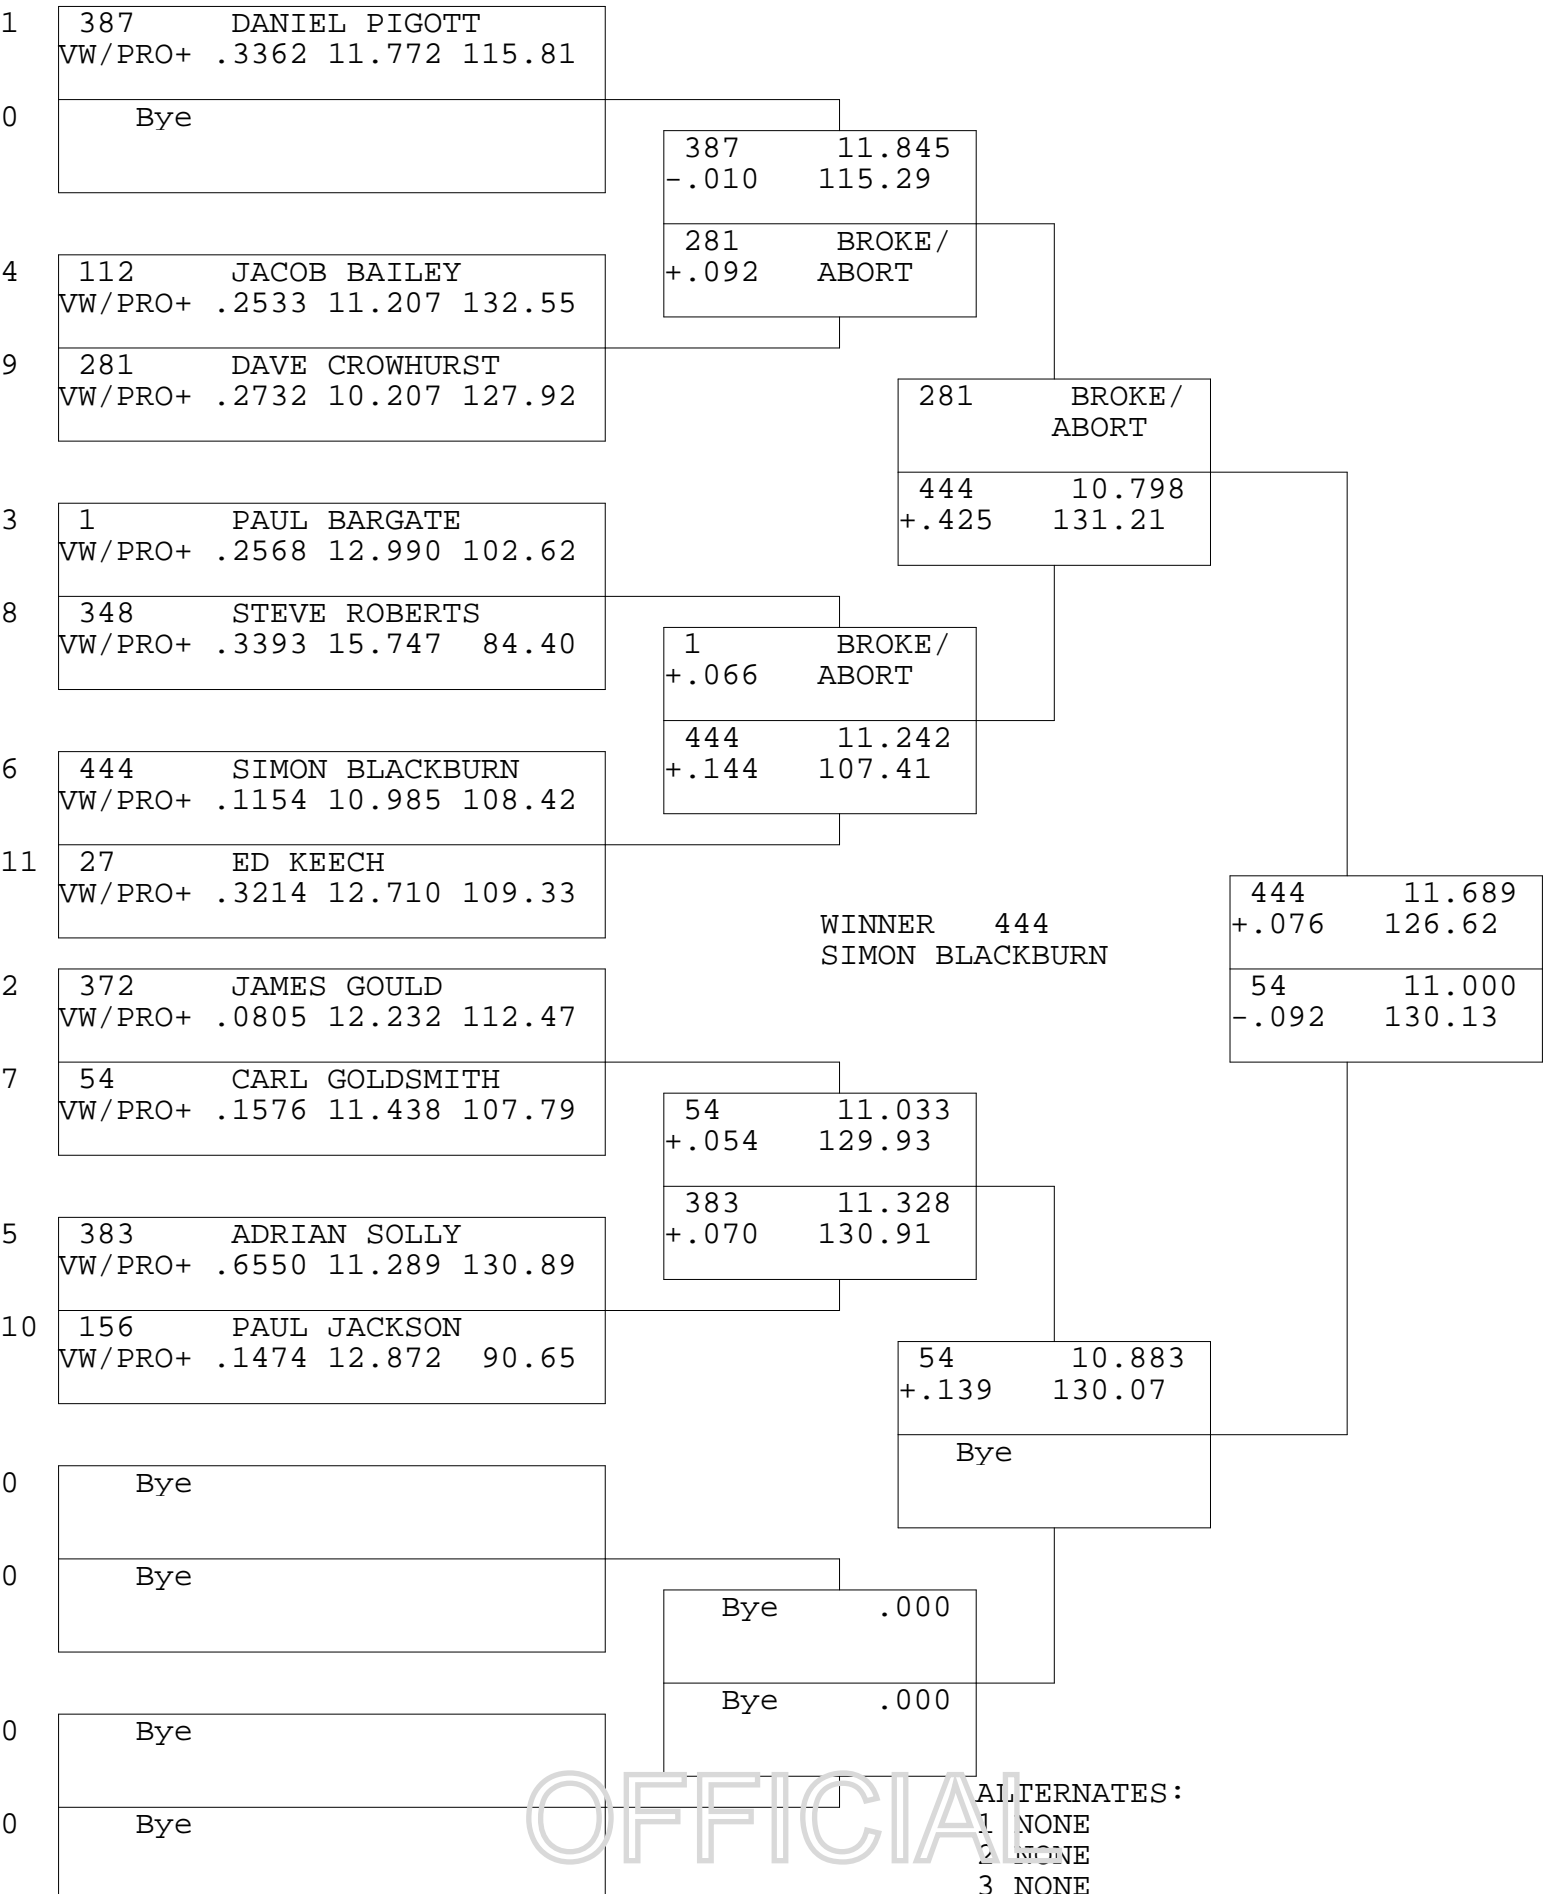 1 387 DANIEL PIGOTT
VW/PRO+ .3362 11.772 115.81
0 Bye
387 11.845
-.010 115.29
281 BROKE/
+.092 ABORT
4 112 JACOB BAILEY
VW/PRO+ .2533 11.207 132.55
9 281 DAVE CROWHURST
VW/PRO+ .2732 10.207 127.92
281 BROKE/
ABORT
444 10.798
+.425 131.21
3 1 PAUL BARGATE
VW/PRO+ .2568 12.990 102.62
8 348 STEVE ROBERTS
VW/PRO+ .3393 15.747 84.40
1 BROKE/
+.066 ABORT
444 11.242
+.144 107.41
6 444 SIMON BLACKBURN
VW/PRO+ .1154 10.985 108.42
11 27 ED KEECH
VW/PRO+ .3214 12.710 109.33
WINNER 444
SIMON BLACKBURN
444 11.689
+.076 126.62
54 11.000
-.092 130.13
2 372 JAMES GOULD
VW/PRO+ .0805 12.232 112.47
7 54 CARL GOLDSMITH
VW/PRO+ .1576 11.438 107.79
54 11.033
+.054 129.93
383 11.328
+.070 130.91
5 383 ADRIAN SOLLY
VW/PRO+ .6550 11.289 130.89
10 156 PAUL JACKSON
VW/PRO+ .1474 12.872 90.65
54 10.883
+.139 130.07
Bye
0 Bye
0 Bye
Bye .000
Bye .000
0 Bye
0 Bye
OFFICIAL
ALTERNATES:
1 NONE
2 NONE
3 NONE